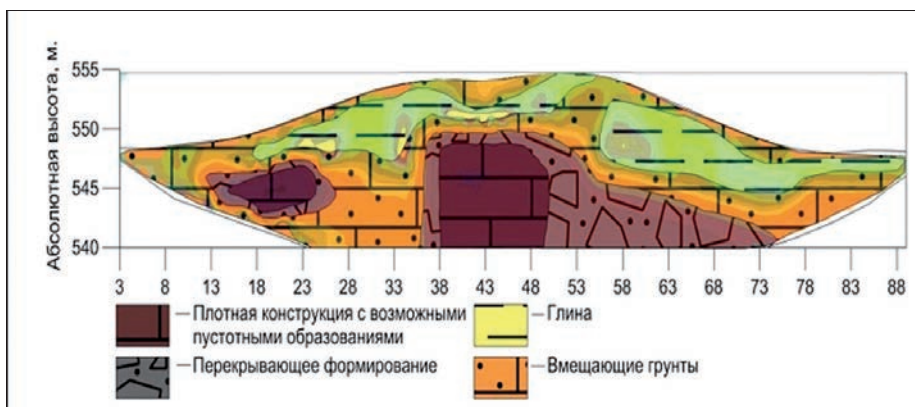 Абсолютная высота, м.
555
550
545
540
3 8 13 18 23 28 33 38 43 48 53 58 63 68 73 78 83 88
Плотная конструкция с возможными
пустотными образованиями
Глина
Перекрывающее формирование
Вмещающие грунты